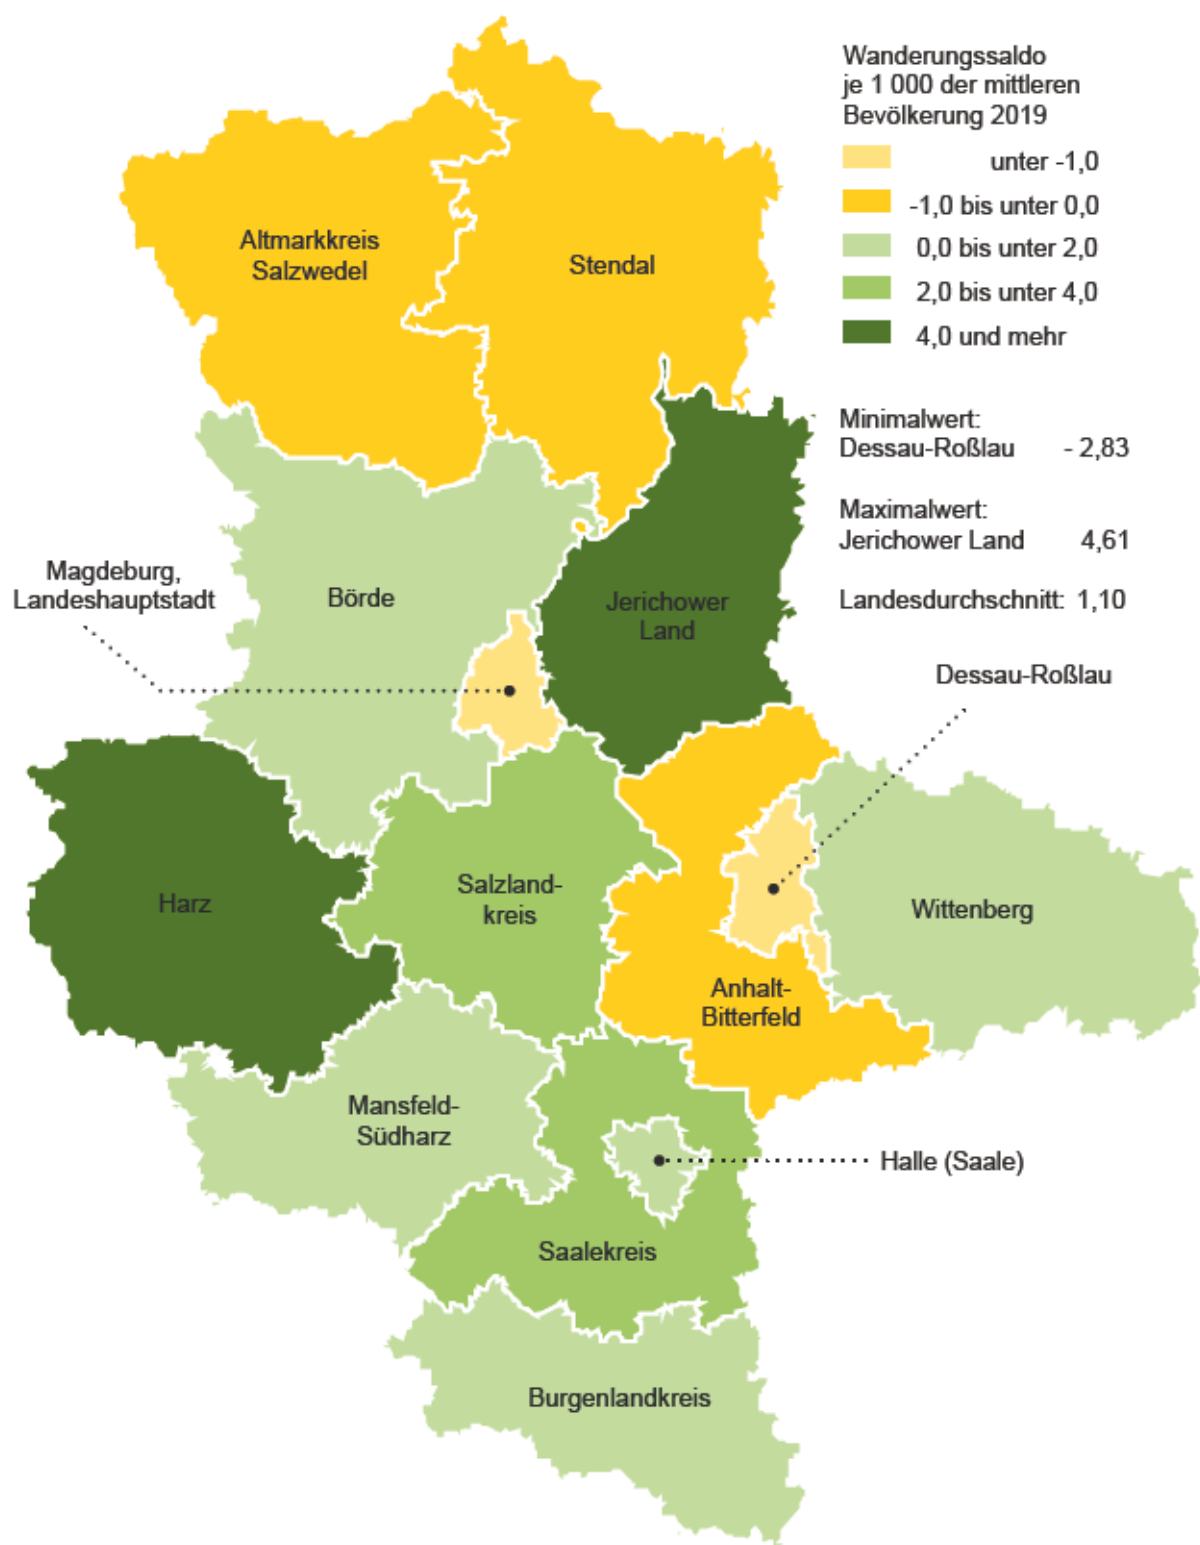 Wanderungssaldo
je 1 000 der mittleren
Bevölkerung 2019
unter -1,0
-1,0 bis unter 0,0
0,0 bis unter 2,0
2,0 bis unter 4,0
4,0 und mehr
Altmarkkreis
Salzwedel
Stendal
Minimalwert:
Dessau-Roßlau - 2,83
Maximalwert:
Jerichower Land 4,61
Landesdurchschnitt: 1,10
Magdeburg,
Landeshauptstadt
Börde
Jerichower
Land
Dessau-Roßlau
Harz
Salzland-
kreis
Wittenberg
Anhalt-
Bitterfeld
Mansfeld-
Südharz
Halle (Saale)
Saalekreis
Burgenlandkreis